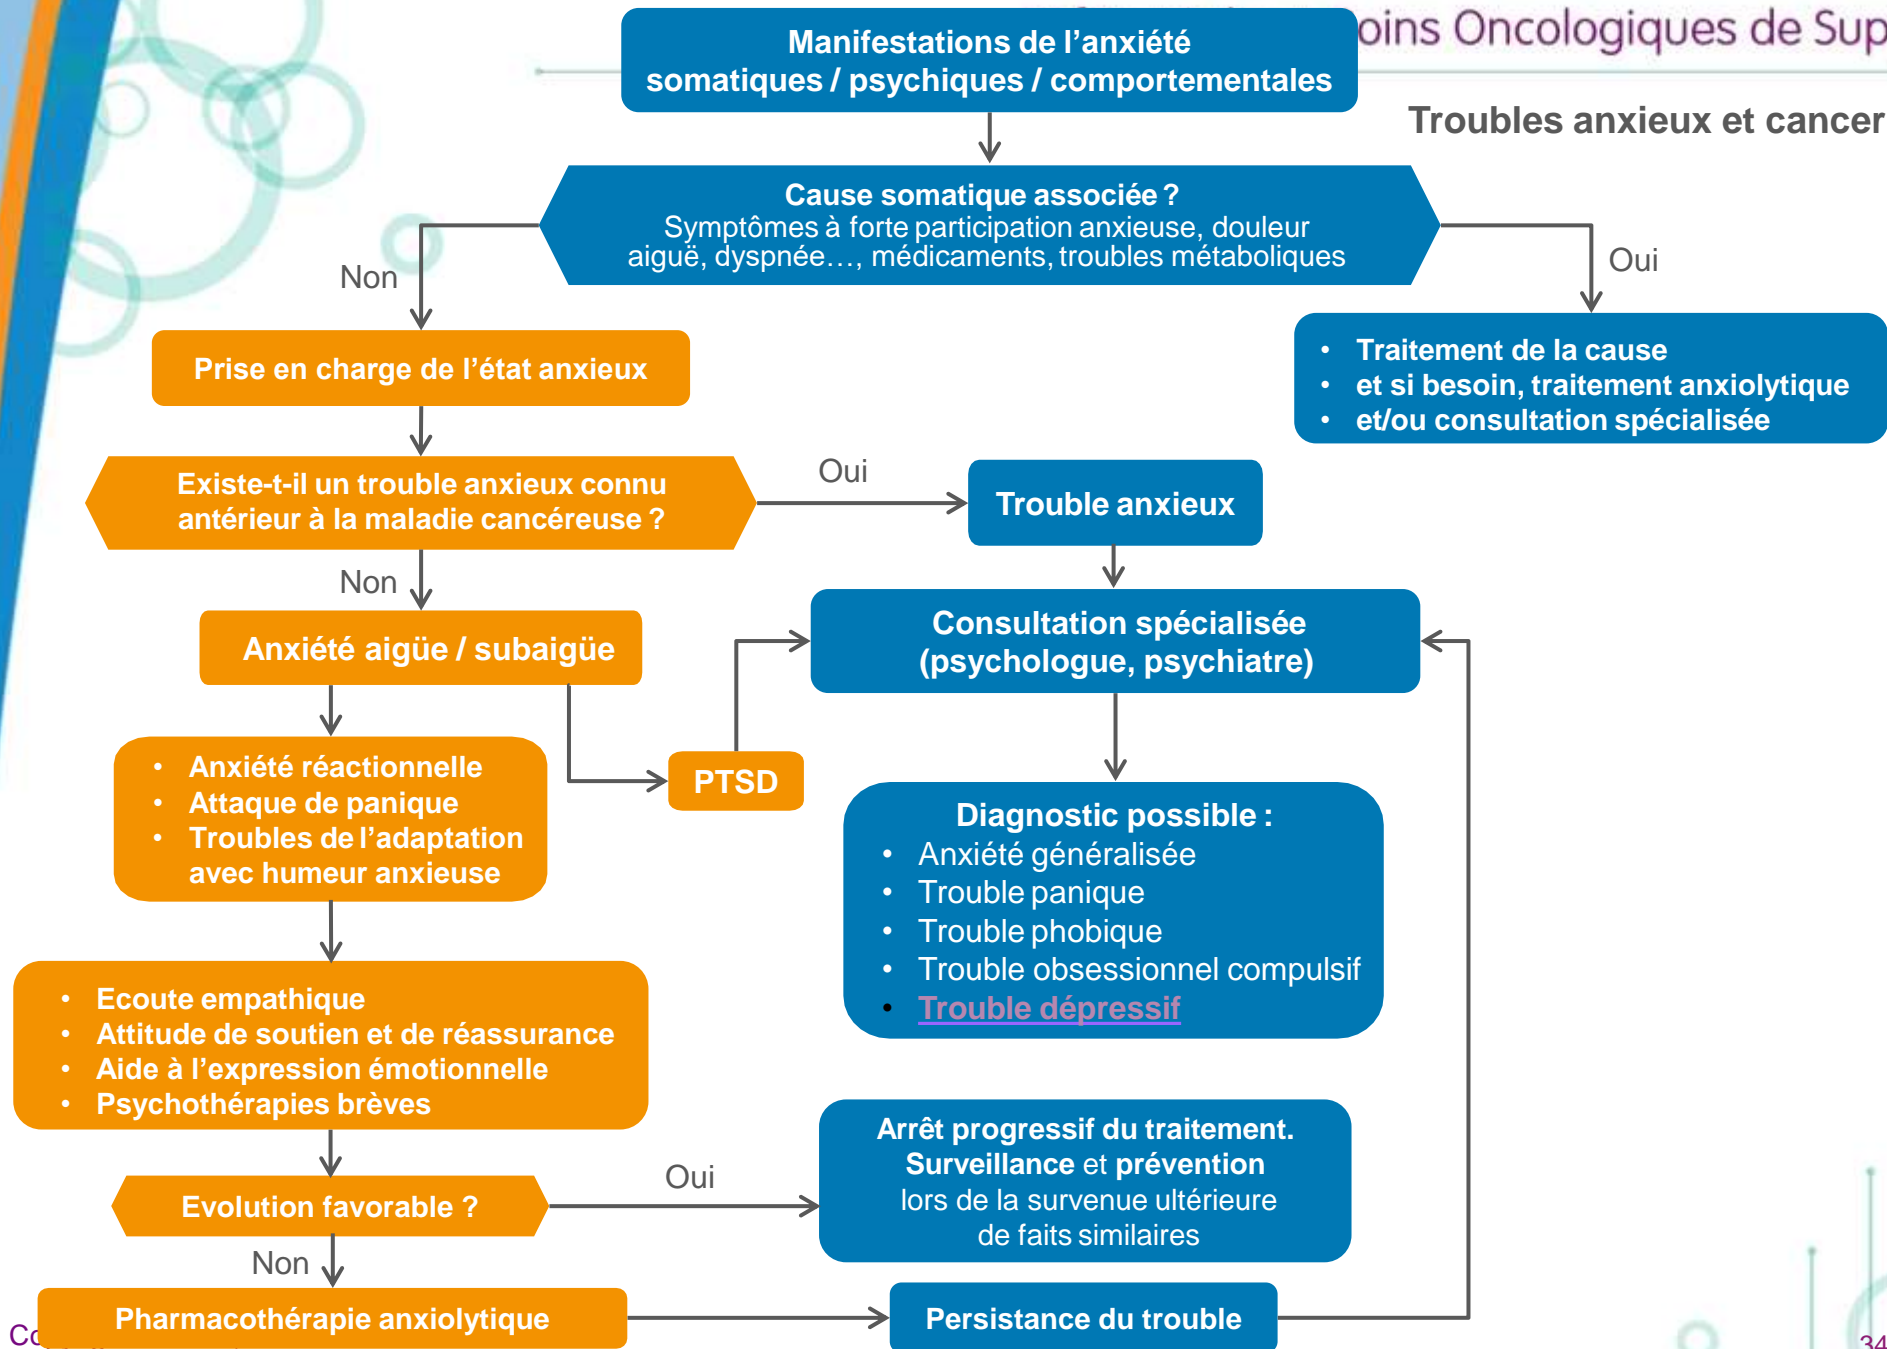 oins Oncologiques de Sup
Troubles anxieux et cancer
Manifestations de l’anxiété
somatiques / psychiques / comportementales
Cause somatique associée ?
Symptômes à forte participation anxieuse, douleur
aiguë, dyspnée…, médicaments, troubles métaboliques
Non
Oui
Prise en charge de l’état anxieux
• Traitement de la cause
• et si besoin, traitement anxiolytique
• et/ou consultation spécialisée
Existe-t-il un trouble anxieux connu
antérieur à la maladie cancéreuse ?
Oui
Trouble anxieux
Non
Anxiété aigüe / subaigüe
Consultation spécialisée
(psychologue, psychiatre)
• Anxiété réactionnelle
• Attaque de panique
• Troubles de l’adaptation
avec humeur anxieuse
PTSD
Diagnostic possible :
• Anxiété généralisée
• Trouble panique
• Trouble phobique
• Trouble obsessionnel compulsif
• Trouble dépressif
• Ecoute empathique
• Attitude de soutien et de réassurance
• Aide à l’expression émotionnelle
• Psychothérapies brèves
Evolution favorable ?
Oui
Arrêt progressif du traitement.
Surveillance et prévention
lors de la survenue ultérieure
de faits similaires
Non
Pharmacothérapie anxiolytique
Persistance du trouble
34